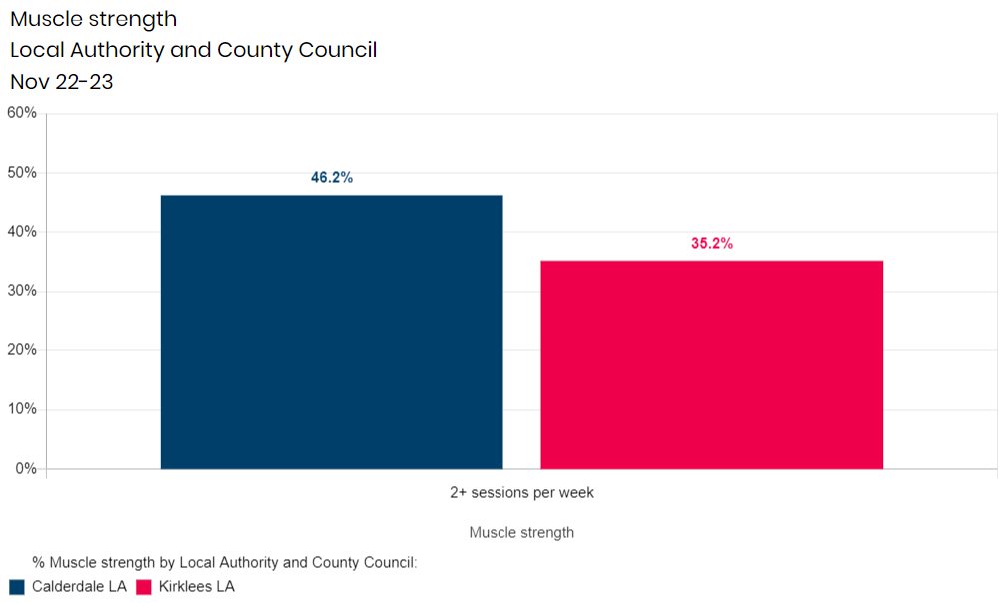 Muscle strength
Local Authority and County Council
Nov 22-23
60%
46.2%
50%
35.2%
40%
30%
20%
10%
0%
2+ sessions per week
Muscle strength
% Muscle strength by Local Authority and County Council:
Calderdale LA Kirklees LA